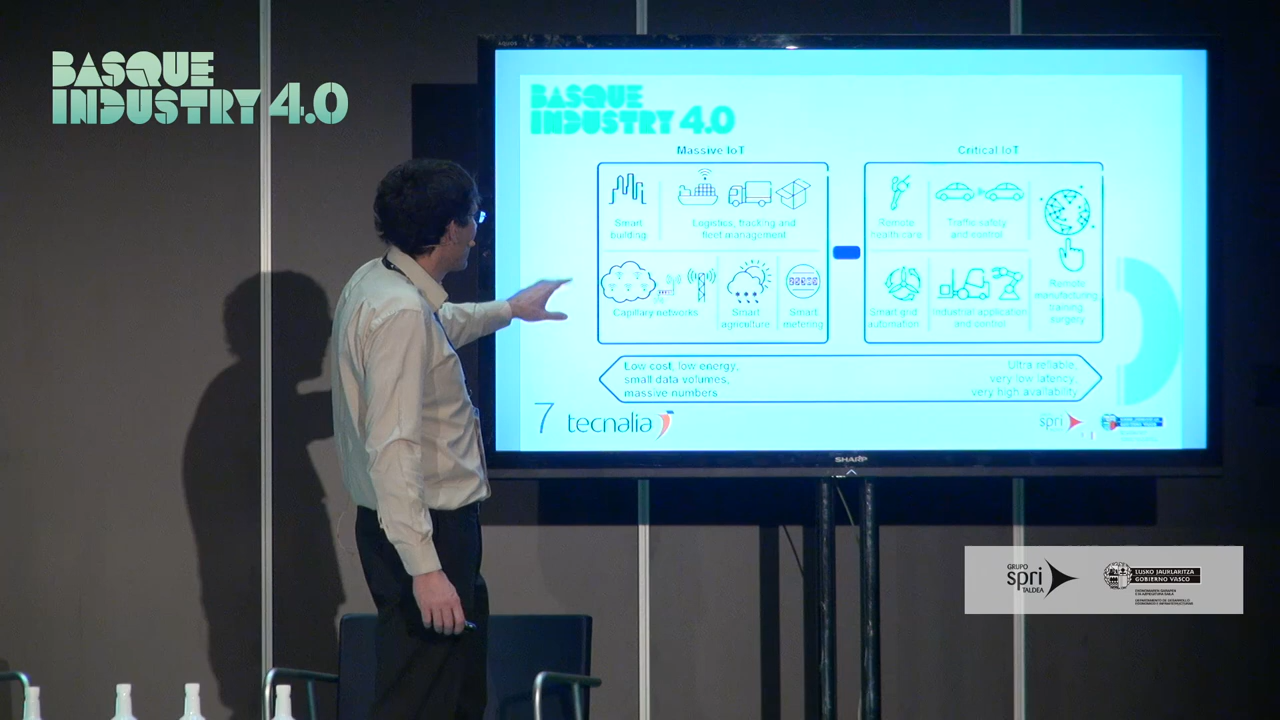 BASQUE
INDUSTRY 4.0
BASQUE
INDUSTRY 4.0
Massive IoT
Critical IoT
Smart
building
Logistics, tracking and
fleet management
Remote
health care
Traffic safety
and control
Capillary networks
Smart
agriculture
Smart
metering
Smart grid
automation
Industrial application
and control
Remote
manufacturing,
training,
surgery
Low cost, low energy,
small data volumes,
massive numbers
Ultra reliable,
very low latency,
very high availability
7 tecnalia
spri
SHARP
GRUPO
spri
TALDEA
EUSKO JAURLARITZA
GOBIERNO VASCO